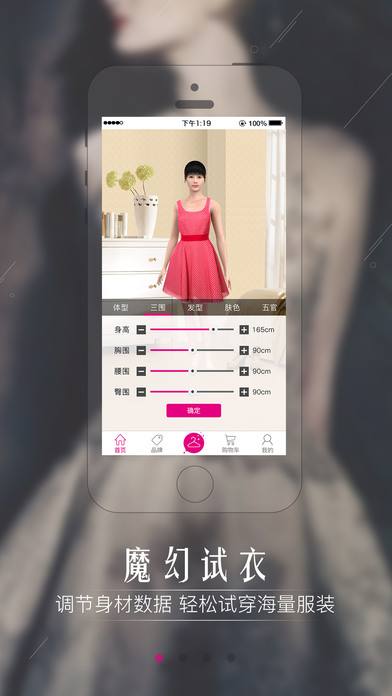 下午1:19 100%
体型 三围 发型 肤色 五官
身高 165cm
胸围 90cm
腰围 90cm
臀围 90cm
确定
首页 品牌 购物车 我的
魔幻试衣
调节身材数据 轻松试穿海量服装